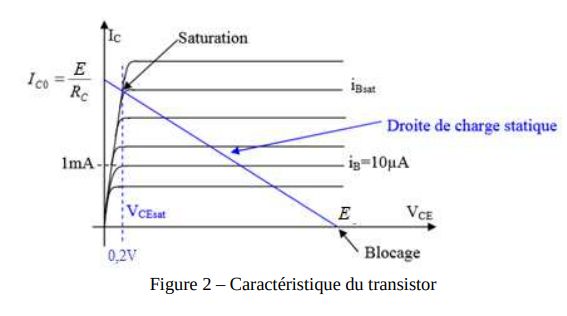 I_C
Saturation
I_{C0} = \frac{E}{R_C}
i_{Bsat}
Droite de charge statique
1mA
i_B=10µA
V_{CEsat}
E
V_{CE}
0,2V
Blocage
Figure 2 – Caractéristique du transistor